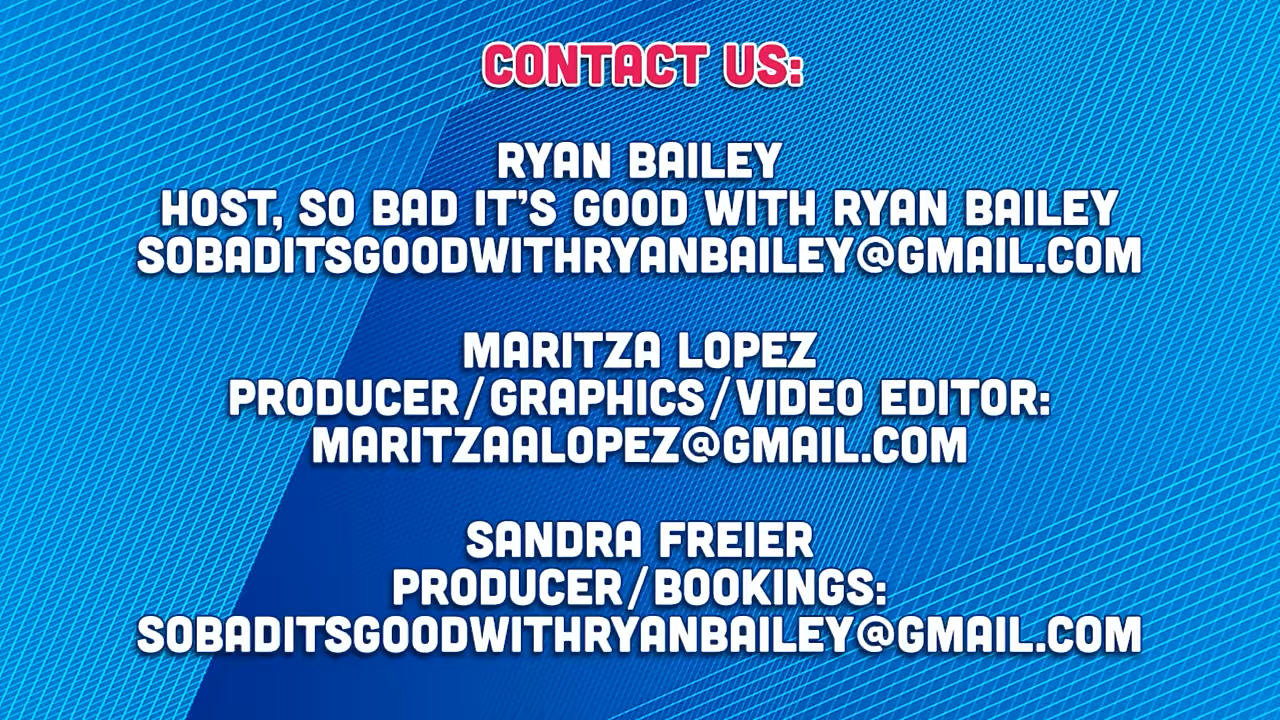 CONTACT US:
RYAN BAILEY
HOST, SO BAD IT'S GOOD WITH RYAN BAILEY
SOBADITSGOODWITHRYANBAILEY@GMAIL.COM
MARITZA LOPEZ
PRODUCER/GRAPHICS/VIDEO EDITOR:
MARITZAALOPEZ@GMAIL.COM
SANDRA FREIER
PRODUCER/BOOKINGS:
SOBADITSGOODWITHRYANBAILEY@GMAIL.COM